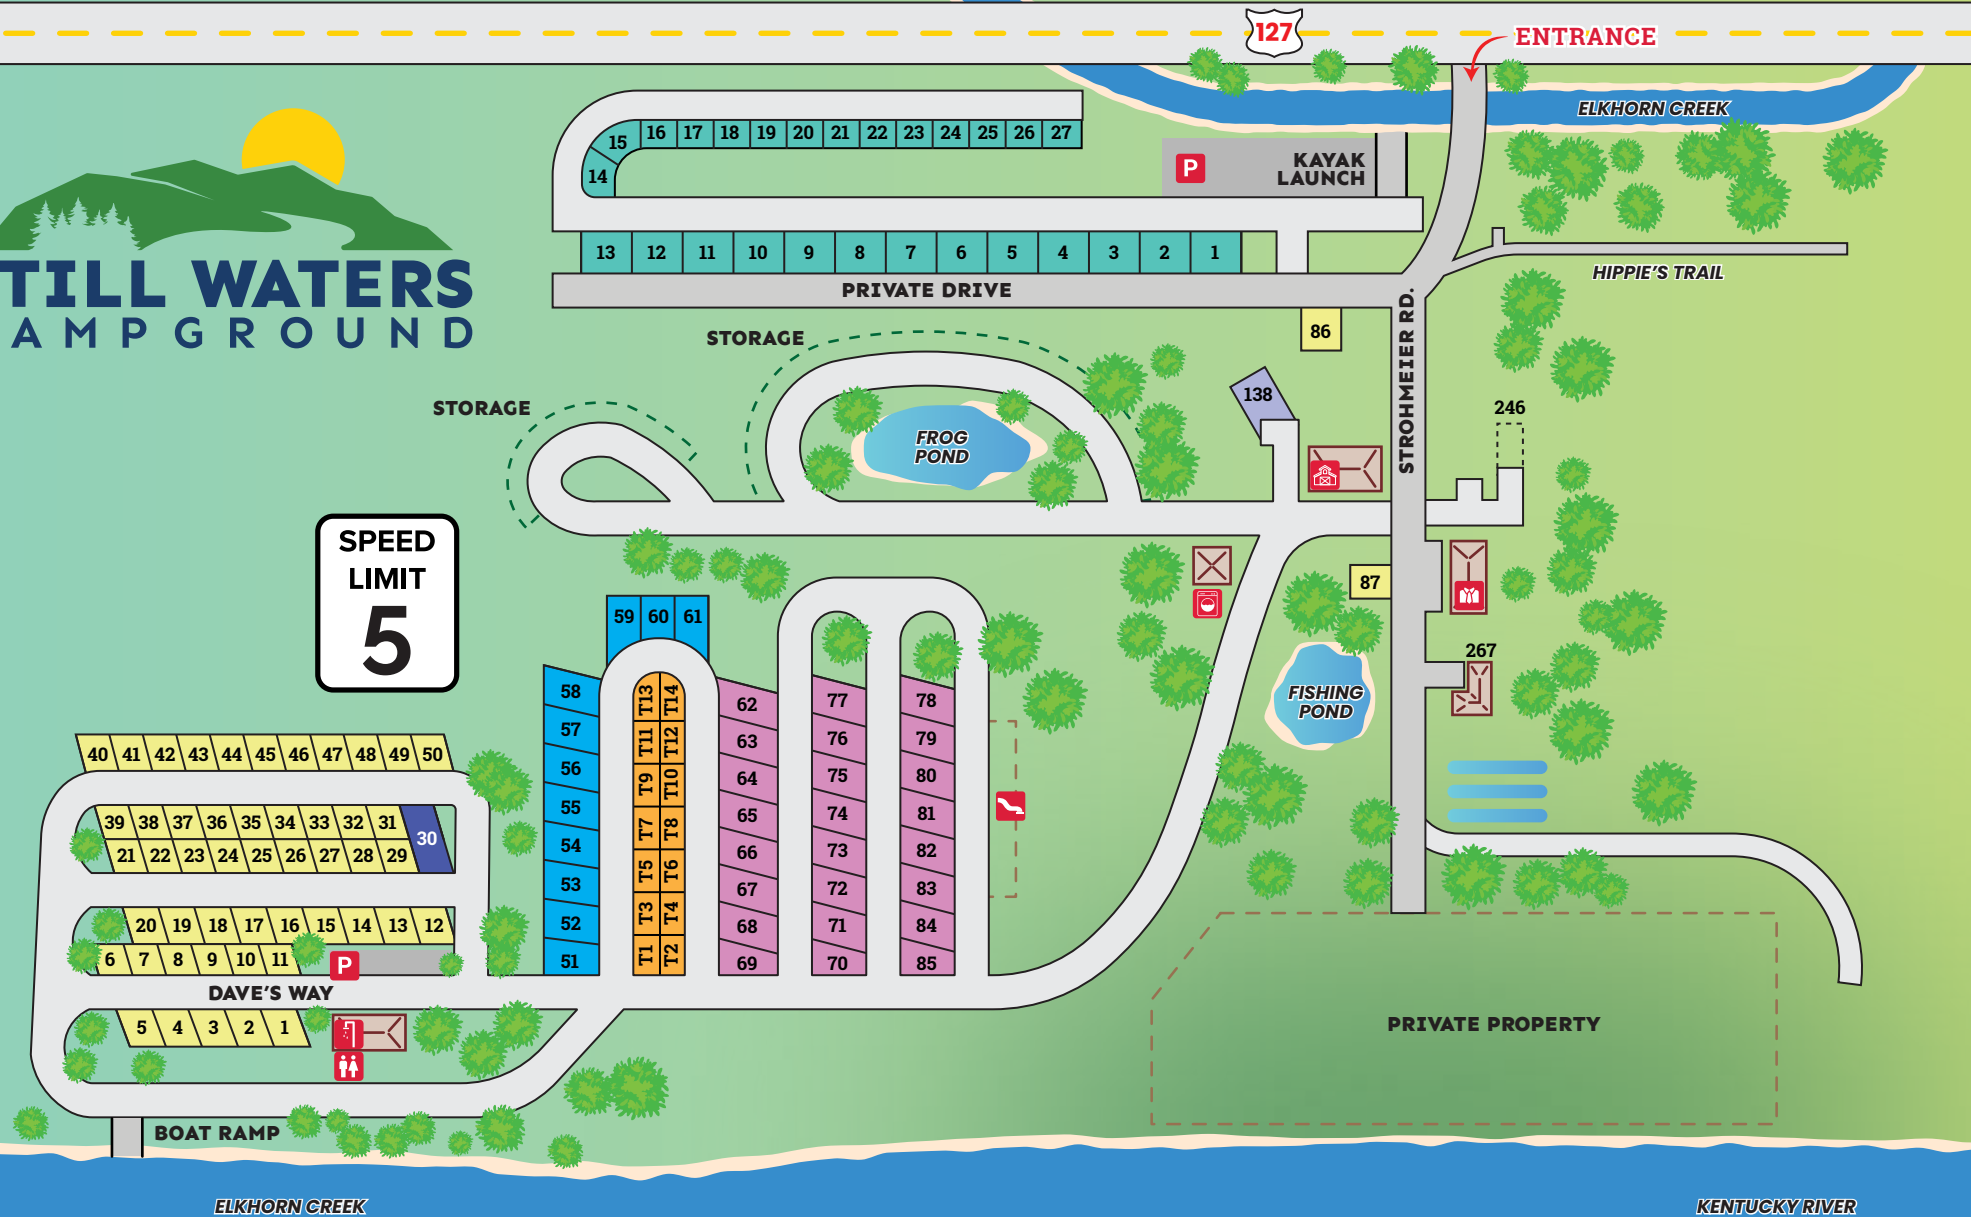 127
ENTRANCE
ELKHORN CREEK
15 16 17 18 19 20 21 22 23 24 25 26 27
14
P
KAYAK
LAUNCH
13 12 11 10 9 8 7 6 5 4 3 2 1
PRIVATE DRIVE
HIPPIE'S TRAIL
TILL WATERS
AMPGROUND
STROHMEIER RD.
STORAGE
86
STORAGE
138
246
FROG
POND
SPEED
LIMIT
5
87
59 60 61
267
FISHING
POND
58
57
56
55
54
53
52
51
T13 T14
T11 T12
T9 T10
T7 T8
T5 T6
T3 T4
T1 T2
62
63
64
65
66
67
68
69
77
76
75
74
73
72
71
70
78
79
80
81
82
83
84
85
40 41 42 43 44 45 46 47 48 49 50
39 38 37 36 35 34 33 32 31
30
21 22 23 24 25 26 27 28 29
20 19 18 17 16 15 14 13 12
6 7 8 9 10 11
P
DAVE'S WAY
5 4 3 2 1
PRIVATE PROPERTY
BOAT RAMP
ELKHORN CREEK
KENTUCKY RIVER